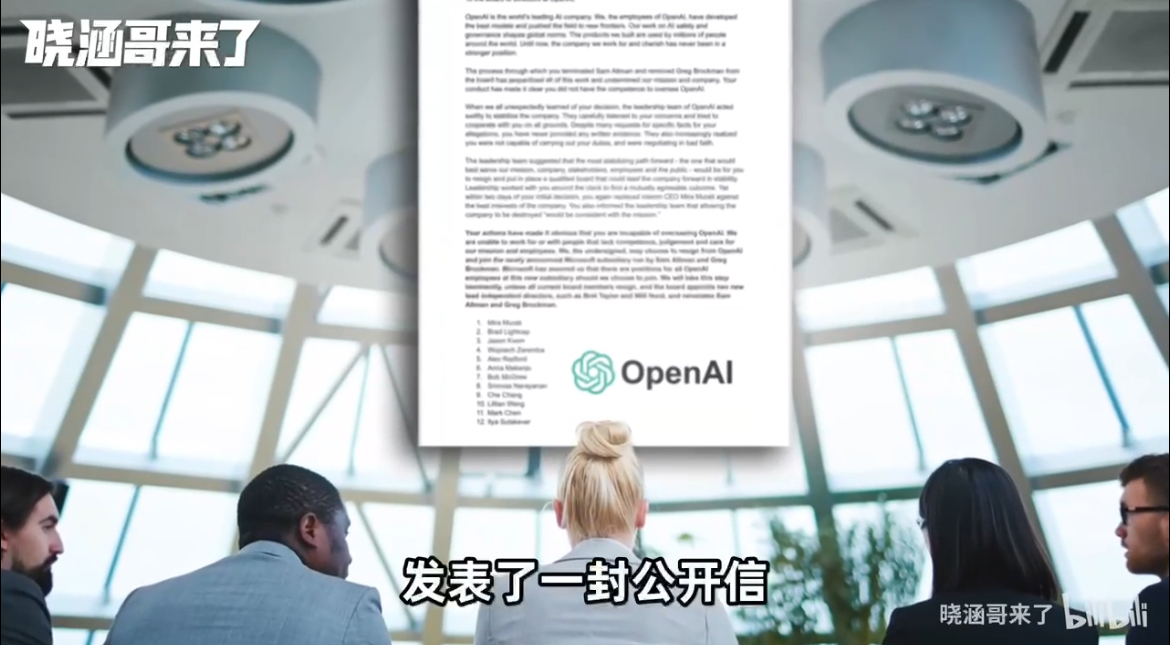 晓涵哥来了
OpenAI is the world's leading AI company. We, the employees of OpenAI, have developed
the best models and pushed the field to new frontiers. Our work on AI safety and
governance shapes global norms. The products we built are used by millions of people
around the world. Until now, the company we work for and cherish has never been in a
stronger position.
The process through which you terminated Sam Altman and removed Greg Brockman from
the board has jeopardized all of this work and undermined our mission and company. Your
conduct has made it clear you did not have the competence to oversee OpenAI.
When we all unexpectedly learned of your decision, the leadership team of OpenAI acted
swiftly to stabilize the company. They carefully listened to your concerns and tried to
cooperate with you on all grounds. Despite many requests for specific facts for your
allegations, you have never provided any written evidence. They also increasingly realized
you were not capable of carrying out your duties, and were negotiating in bad faith.
The leadership team suggested that the most stabilizing path forward - the one that would
best serve our mission, company, stakeholders, employees and the public - would be for you
to resign and put in place a qualified board that could lead the company forward in stability.
Leadership worked with you around the clock to find a mutually agreeable outcome. Yet
within two days of your initial decision, you again replaced interim CEO Mira Murati against
the best interests of the company. You also informed the leadership team that allowing the
company to be destroyed "would be consistent with the mission."
Your actions have made it obvious that you are incapable of overseeing OpenAI. We
are unable to work for or with people that lack competence, judgement and care for
our mission and employees. We, the undersigned, may choose to resign from OpenAI
and join the newly announced Microsoft subsidiary run by Sam Altman and Greg
Brockman. Microsoft has assured us that there are positions for all OpenAI
employees at this new subsidiary should we choose to join. We will take this step
imminently, unless all current board members resign, and the board appoints two new
lead independent directors, such as Bret Taylor and Will Hurd, and reinstates Sam
Altman and Greg Brockman.
1. Mira Murati
2. Brad Lightcap
3. Jason Kwon
4. Wojciech Zaremba
5. Alec Radford
6. Anna Makanju
7. Bob McGrew
8. Srinivas Narayanan
9. Che Chang
10. Lillian Weng
11. Mark Chen
12. Ilya Sutskever
OpenAI
发表了一封公开信
晓涵哥来了 bilibili